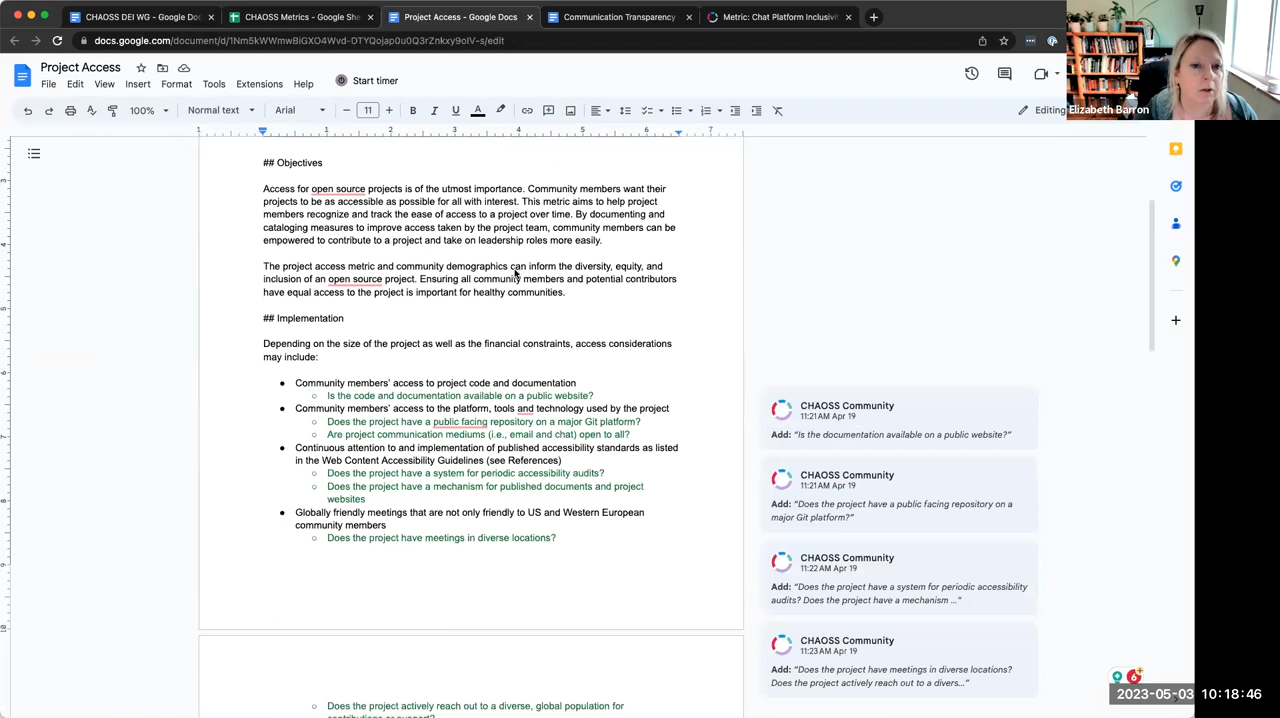 CHAOSS DEI WG - Google Doc
CHAOSS Metrics - Google She
Project Access - Google Docs
Communication Transparency
Metric: Chat Platform Inclusivit
docs.google.com/document/d/1Nm5kWWmwBiGXO4Wvd-DTYQojap0u0Q3rZnkxy9oIV-s/edit
Project Access
File Edit View Insert Format Tools Extensions Help
Start timer
100% Normal text Arial 11 Editing
Elizabeth Barron
1 1 2 3 4 5 6 7
## Objectives
Access for open source projects is of the utmost importance. Community members want their
projects to be as accessible as possible for all with interest. This metric aims to help project
members recognize and track the ease of access to a project over time. By documenting and
cataloging measures to improve access taken by the project team, community members can be
empowered to contribute to a project and take on leadership roles more easily.
The project access metric and community demographics can inform the diversity, equity, and
inclusion of an open source project. Ensuring all community members and potential contributors
have equal access to the project is important for healthy communities.
## Implementation
Depending on the size of the project as well as the financial constraints, access considerations
may include:
● Community members' access to project code and documentation
○ Is the code and documentation available on a public website?
● Community members' access to the platform, tools and technology used by the project
○ Does the project have a public facing repository on a major Git platform?
○ Are project communication mediums (i.e., email and chat) open to all?
● Continuous attention to and implementation of published accessibility standards as listed
in the Web Content Accessibility Guidelines (see References)
○ Does the project have a system for periodic accessibility audits?
○ Does the project have a mechanism for published documents and project
websites
● Globally friendly meetings that are not only friendly to US and Western European
community members
○ Does the project have meetings in diverse locations?
○ Does the project actively reach out to a diverse, global population for
contributions or support?
CHAOSS Community
11:21 AM Apr 19
Add: "Is the documentation available on a public website?"
CHAOSS Community
11:21 AM Apr 19
Add: "Does the project have a public facing repository on a
major Git platform?"
CHAOSS Community
11:22 AM Apr 19
Add: "Does the project have a system for periodic accessibility
audits? Does the project have a mechanism ..."
CHAOSS Community
11:23 AM Apr 19
Add: "Does the project have meetings in diverse locations?
Does the project actively reach out to a divers..."
6
2023-05-03 10:18:46